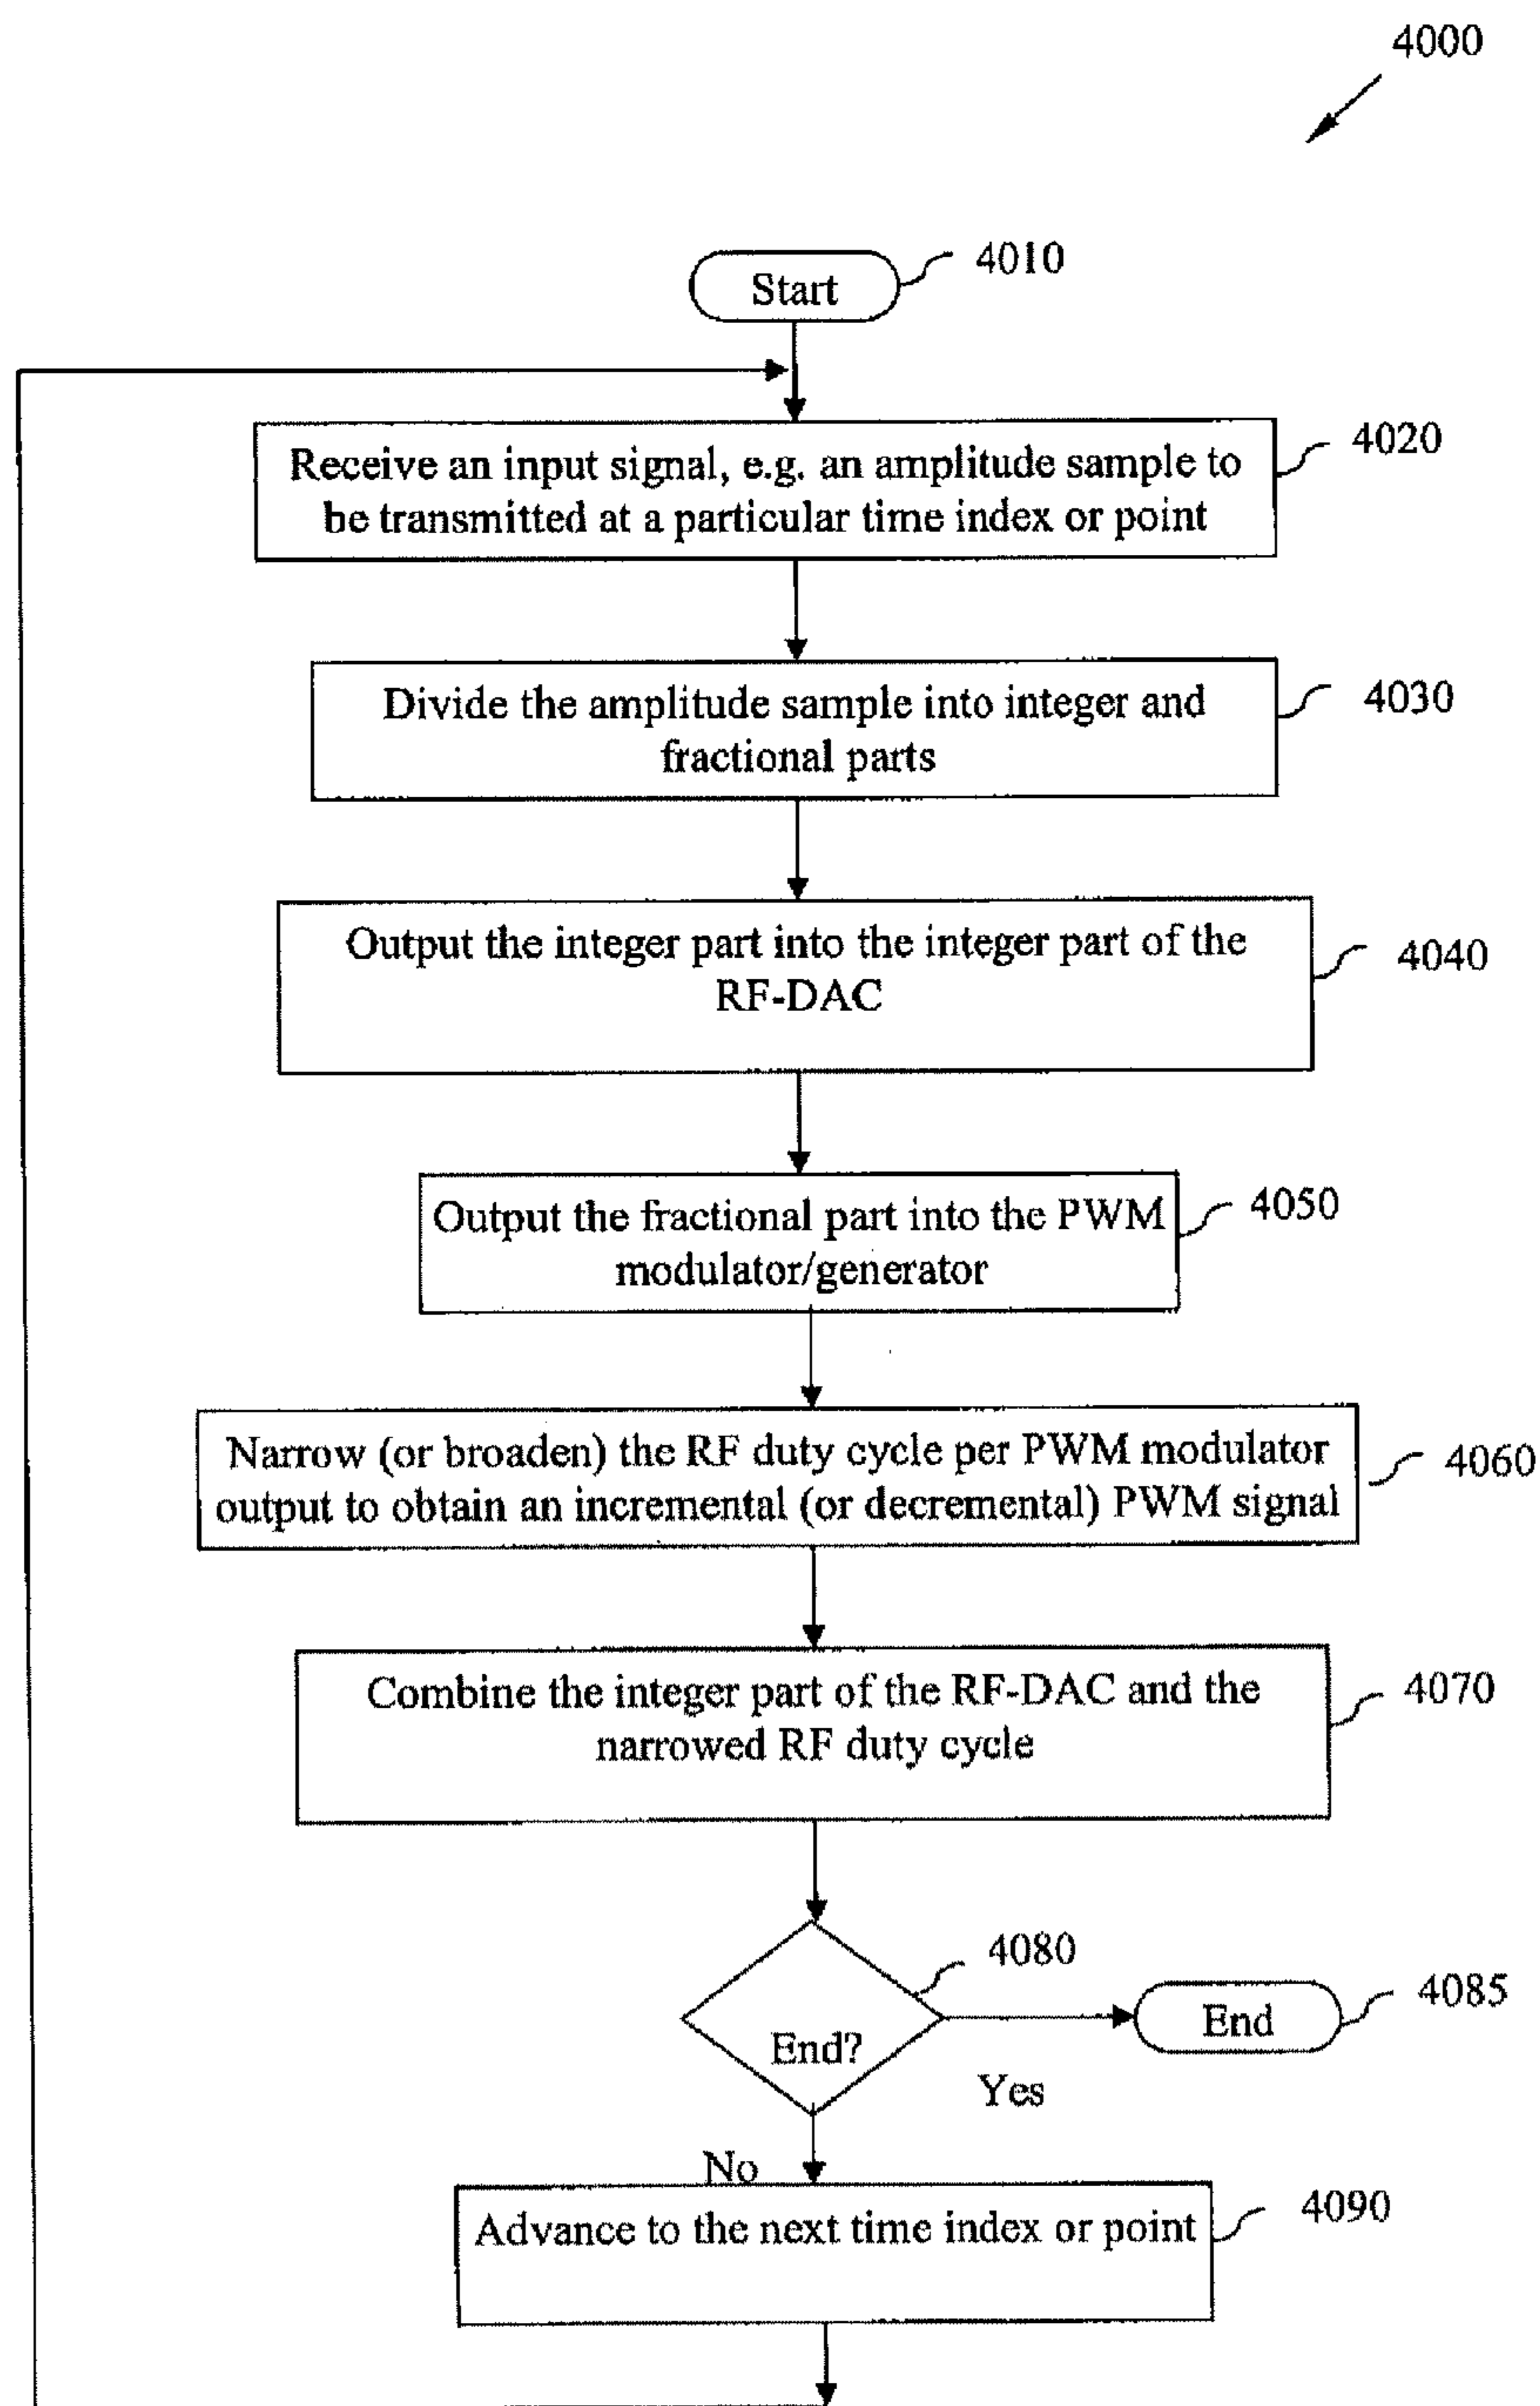 4000
Start
4010
Receive an input signal, e.g. an amplitude sample to
be transmitted at a particular time index or point
4020
Divide the amplitude sample into integer and
fractional parts
4030
Output the integer part into the integer part of the
RF-DAC
4040
Output the fractional part into the PWM
modulator/generator
4050
Narrow (or broaden) the RF duty cycle per PWM modulator
output to obtain an incremental (or decremental) PWM signal
4060
Combine the integer part of the RF-DAC and the
narrowed RF duty cycle
4070
4080
End?
End
4085
Yes
No
Advance to the next time index or point
4090